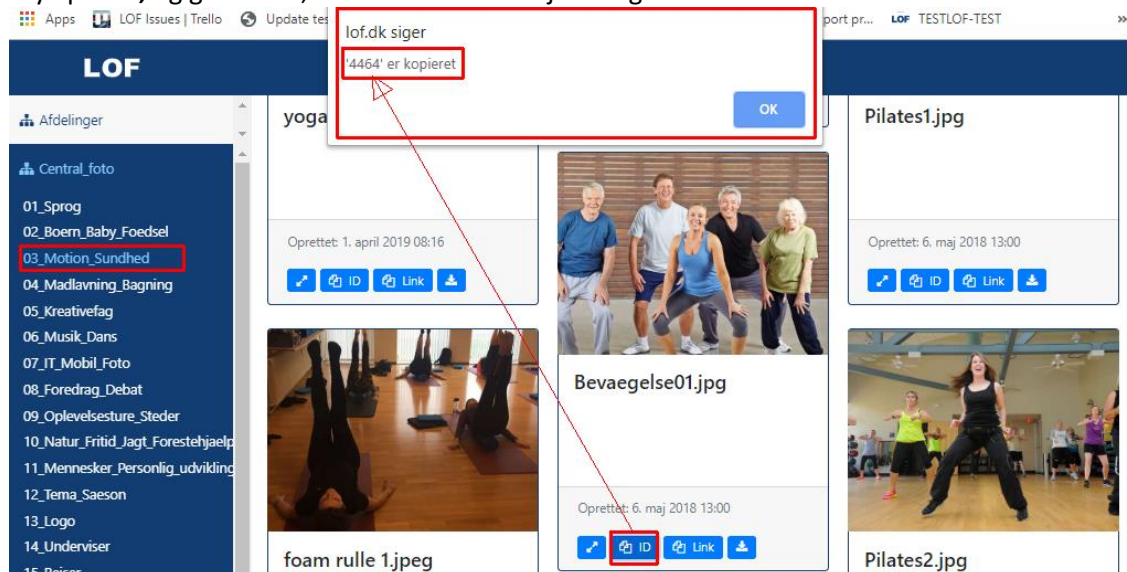 Apps LOF Issues | Trello Update tes port pr... LOF TESTLOF-TEST »
lof.dk siger
'4464' er kopieret
OK
LOF
Afdelinger
Central_foto
01_Sprog
02_Boern_Baby_Foedsel
03_Motion_Sundhed
04_Madlavning_Bagning
05_Kreativefag
06_Musik_Dans
07_IT_Mobil_Foto
08_Foredrag_Debat
09_Oplevelsesture_Steder
10_Natur_Fritid_Jagt_Forestehjaelp
11_Mennesker_Personlig_udvikling
12_Tema_Saeson
13_Logo
14_Underviser
15_Rejser
yoga
Oprettet: 1. april 2019 08:16
ID Link
foam rulle 1.jpeg
Bevaegelse01.jpg
Oprettet: 6. maj 2018 13:00
ID Link
Pilates1.jpg
Oprettet: 6. maj 2018 13:00
ID Link
Pilates2.jpg